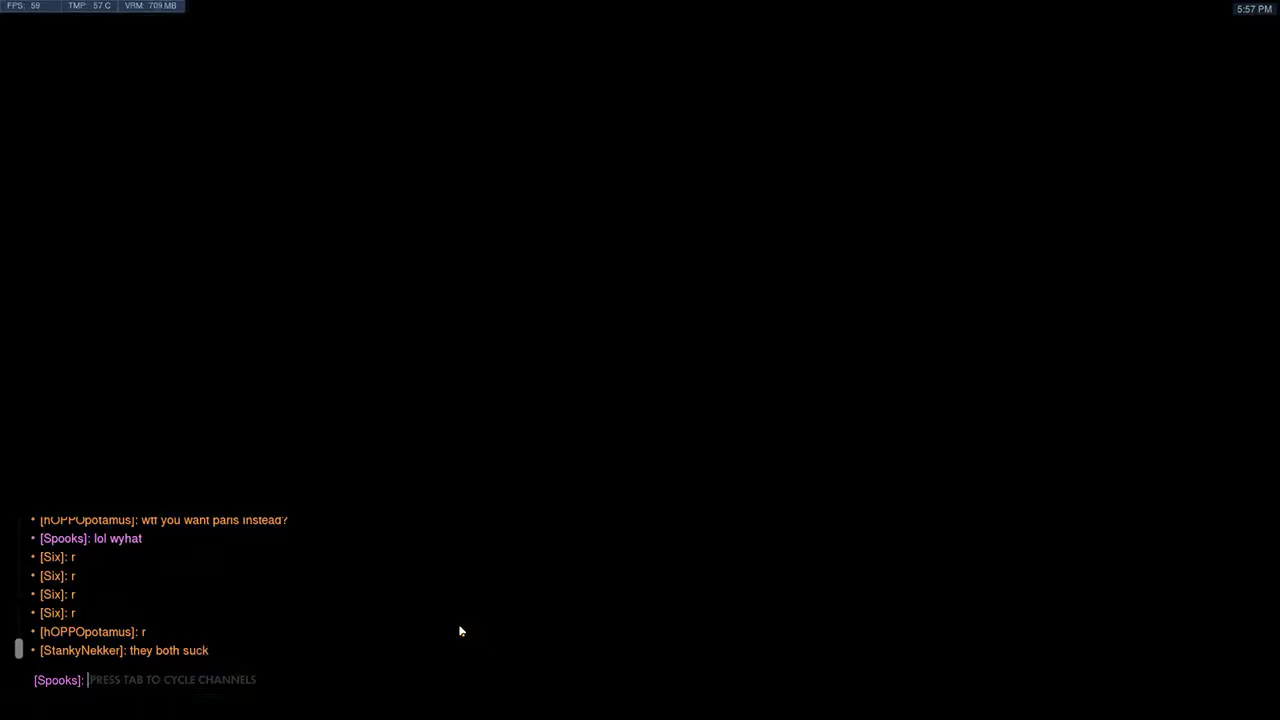 FPS: 59 TMP: 57 C VRM: 709 MB
5:57 PM
• [hOPPOpotamus]: wtf you want paris instead?
• [Spooks]: lol wyhat
• [Six]: r
• [Six]: r
• [Six]: r
• [Six]: r
• [hOPPOpotamus]: r
• [StankyNekker]: they both suck
[Spooks]: PRESS TAB TO CYCLE CHANNELS